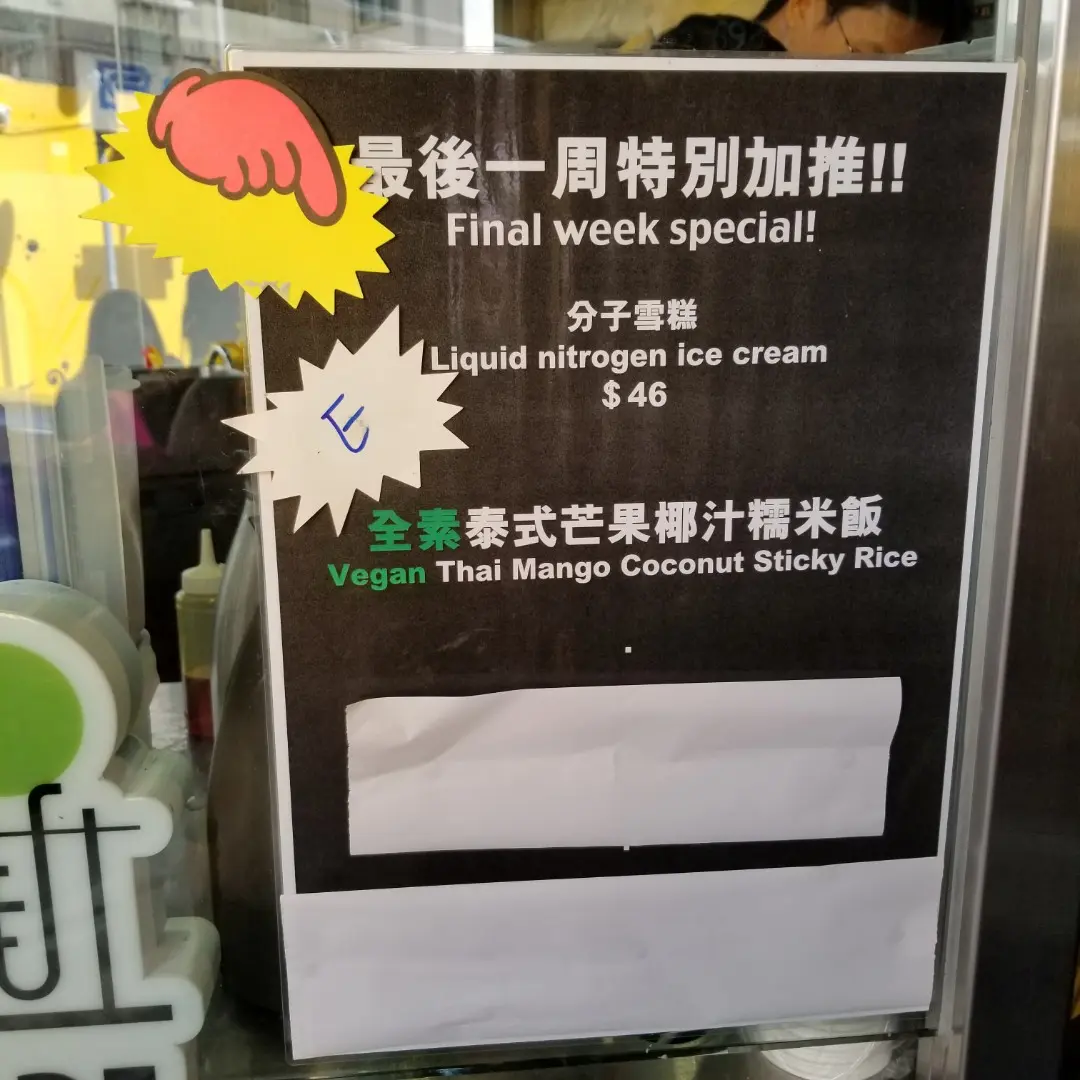 最後一周特別加推!!
Final week special!
分子雪糕
Liquid nitrogen ice cream
$46
E
全素泰式芒果椰汁糯米飯
Vegan Thai Mango Coconut Sticky Rice